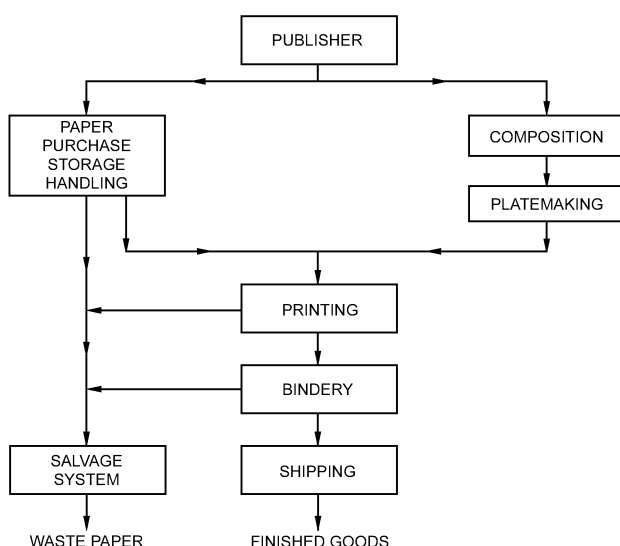 PUBLISHER
PAPER
PURCHASE
STORAGE
HANDLING
COMPOSITION
PLATEMAKING
PRINTING
BINDERY
SALVAGE
SYSTEM
SHIPPING
WASTE PAPER
FINISHED GOODS